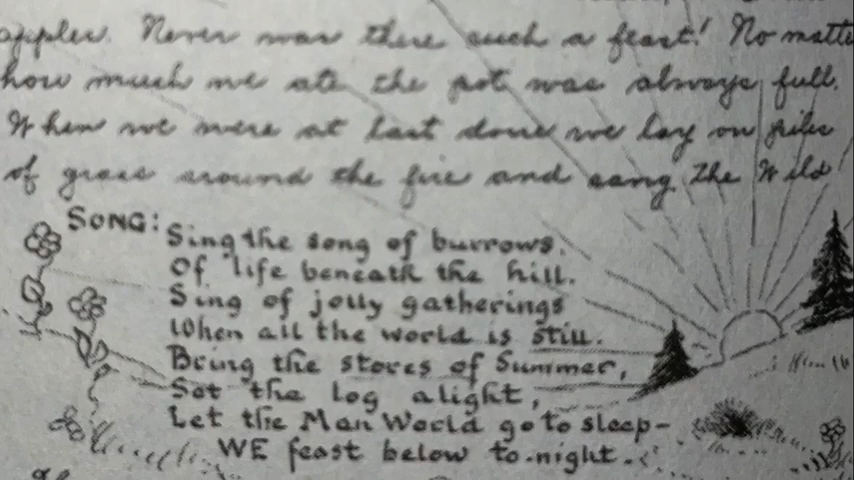 apples. Never was there such a feast! No matte
how much we ate the pot was always full.
When we were at last done we lay on piles
of grass around the fire and sang The Wild
SONG:
Sing the song of burrows.
Of life beneath the hill.
Sing of jolly gatherings
When all the world is still.
Bring the stores of Summer,
Set the log alight,
Let the Man World go to sleep-
WE feast below to-night.